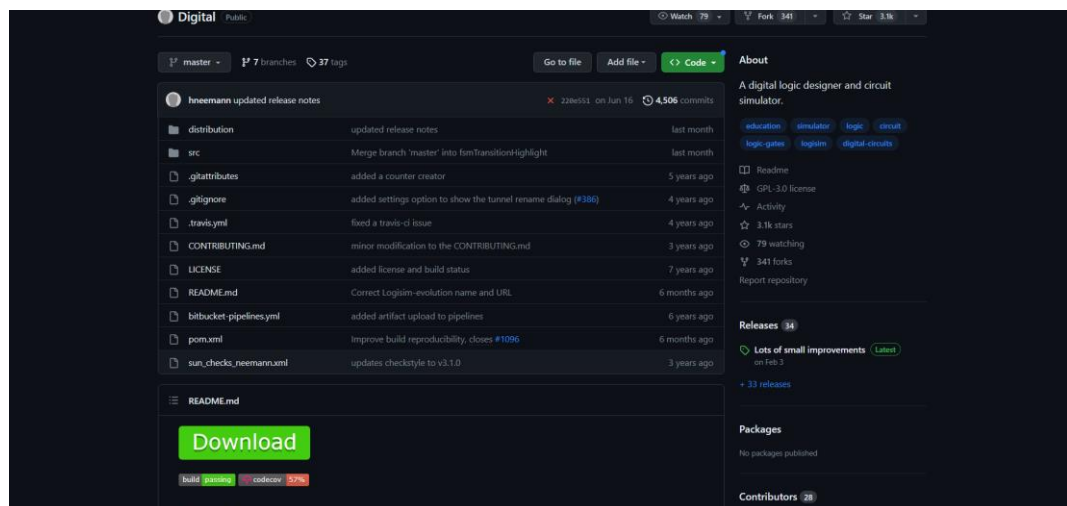 Digital Public
Watch 79 Fork 341 Star 3.1k
master 7 branches 37 tags Go to file Add file Code
hneemann updated release notes 228e551 on Jun 16 4,506 commits
distribution updated release notes last month
src Merge branch 'master' into fsmTransitionHighlight last month
.gitattributes added a counter creator 5 years ago
.gitignore added settings option to show the tunnel rename dialog (#386) 4 years ago
.travis.yml fixed a travis-ci issue 4 years ago
CONTRIBUTING.md minor modification to the CONTRIBUTING.md 3 years ago
LICENSE added license and build status 7 years ago
README.md Correct Logisim-evolution name and URL 6 months ago
bitbucket-pipelines.yml added artifact upload to pipelines 6 years ago
pom.xml Improve build reproducibility, closes #1096 6 months ago
sun_checks_neemann.xml updates checkstyle to v3.1.0 3 years ago
README.md
Download
build passing codecov 57%
About
A digital logic designer and circuit
simulator.
education simulator logic circuit
logic-gates logisim digital-circuits
Readme
GPL-3.0 license
Activity
3.1k stars
79 watching
341 forks
Report repository
Releases 34
Lots of small improvements Latest
on Feb 3
+ 33 releases
Packages
No packages published
Contributors 28